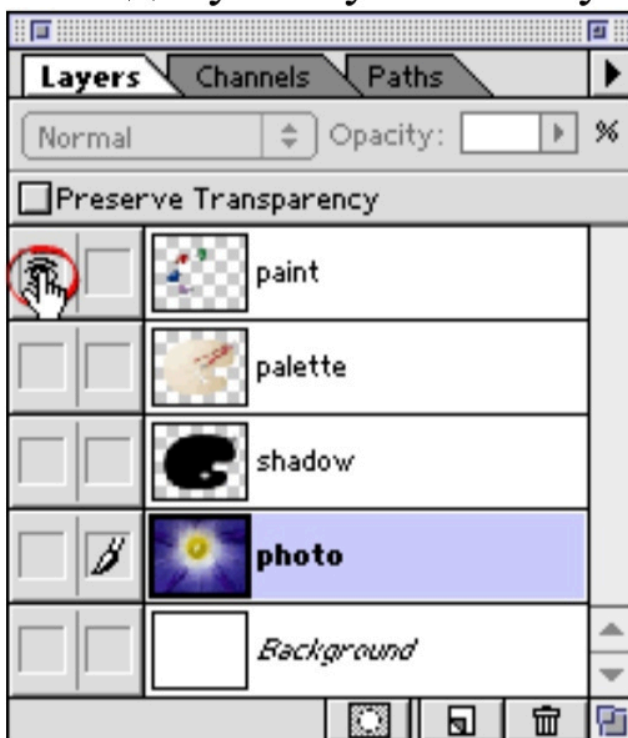 Layers Channels Paths
Normal Opacity: %
Preserve Transparency
paint
palette
shadow
photo
Background